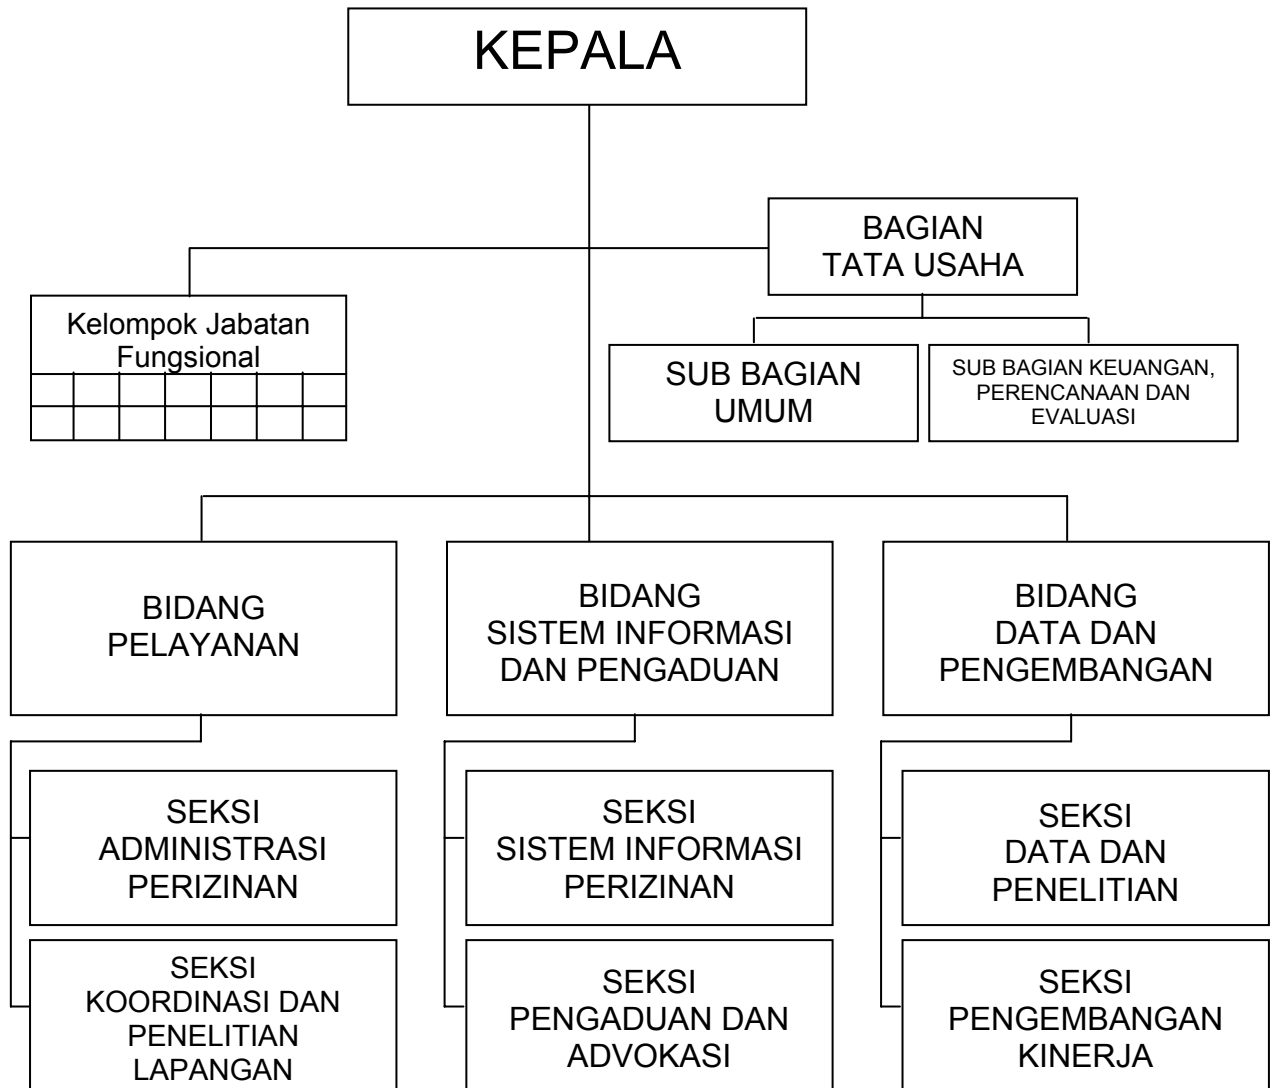 KEPALA
BAGIAN
TATA USAHA
Kelompok Jabatan
Fungsional
SUB BAGIAN
UMUM
SUB BAGIAN KEUANGAN,
PERENCANAAN DAN
EVALUASI
BIDANG
PELAYANAN
BIDANG
SISTEM INFORMASI
DAN PENGADUAN
BIDANG
DATA DAN
PENGEMBANGAN
SEKSI
ADMINISTRASI
PERIZINAN
SEKSI
SISTEM INFORMASI
PERIZINAN
SEKSI
DATA DAN
PENELITIAN
SEKSI
KOORDINASI DAN
PENELITIAN
LAPANGAN
SEKSI
PENGADUAN DAN
ADVOKASI
SEKSI
PENGEMBANGAN
KINERJA